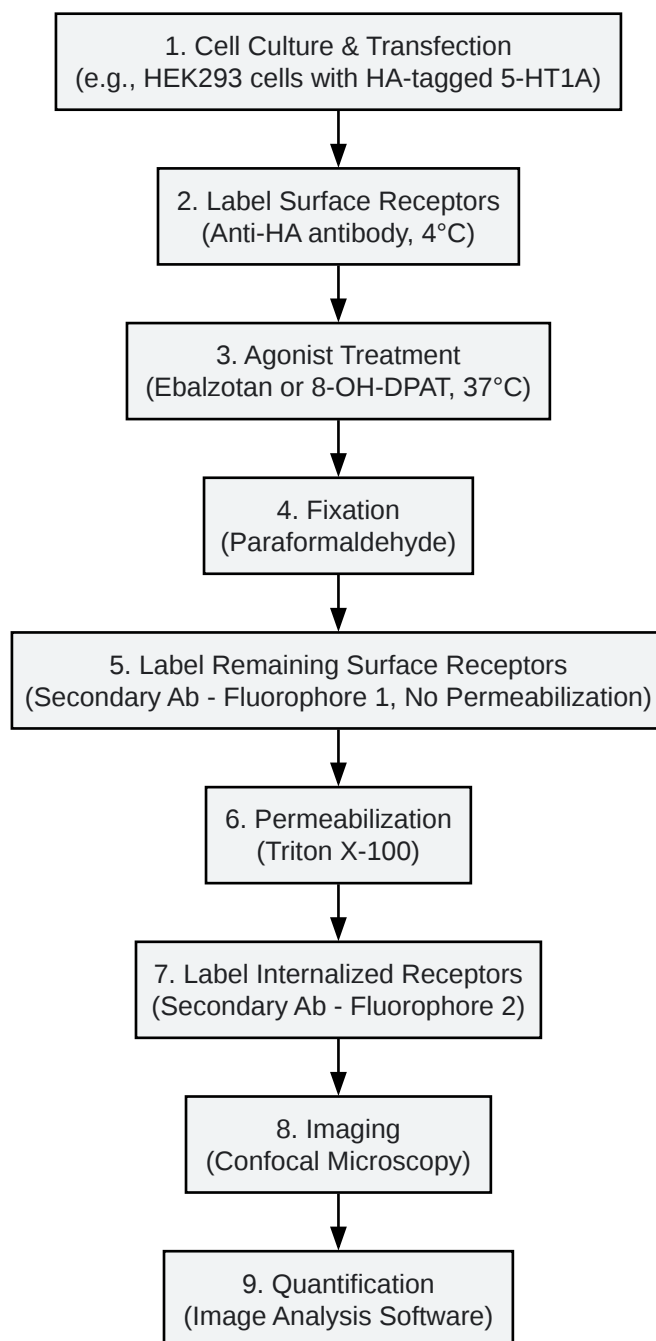 1. Cell Culture & Transfection
(e.g., HEK293 cells with HA-tagged 5-HT1A)
2. Label Surface Receptors
(Anti-HA antibody, 4°C)
3. Agonist Treatment
(Ebalzotan or 8-OH-DPAT, 37°C)
4. Fixation
(Paraformaldehyde)
5. Label Remaining Surface Receptors
(Secondary Ab - Fluorophore 1, No Permeabilization)
6. Permeabilization
(Triton X-100)
7. Label Internalized Receptors
(Secondary Ab - Fluorophore 2)
8. Imaging
(Confocal Microscopy)
9. Quantification
(Image Analysis Software)